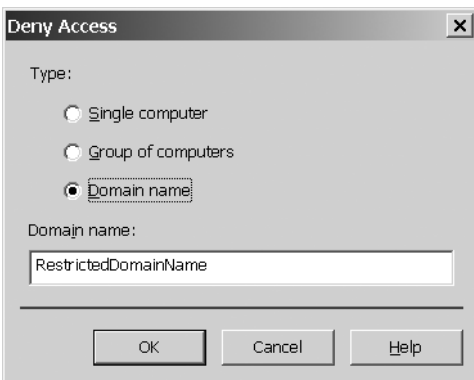 Deny Access
Type:
Single computer
Group of computers
Domain name
Domain name:
RestrictedDomainName
OK Cancel Help